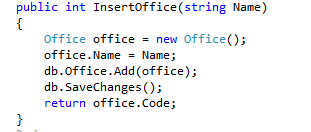 public int InsertOffice(string Name)
{
Office office = new Office();
office.Name = Name;
db.Office.Add(office);
db.SaveChanges();
return office.Code;
}